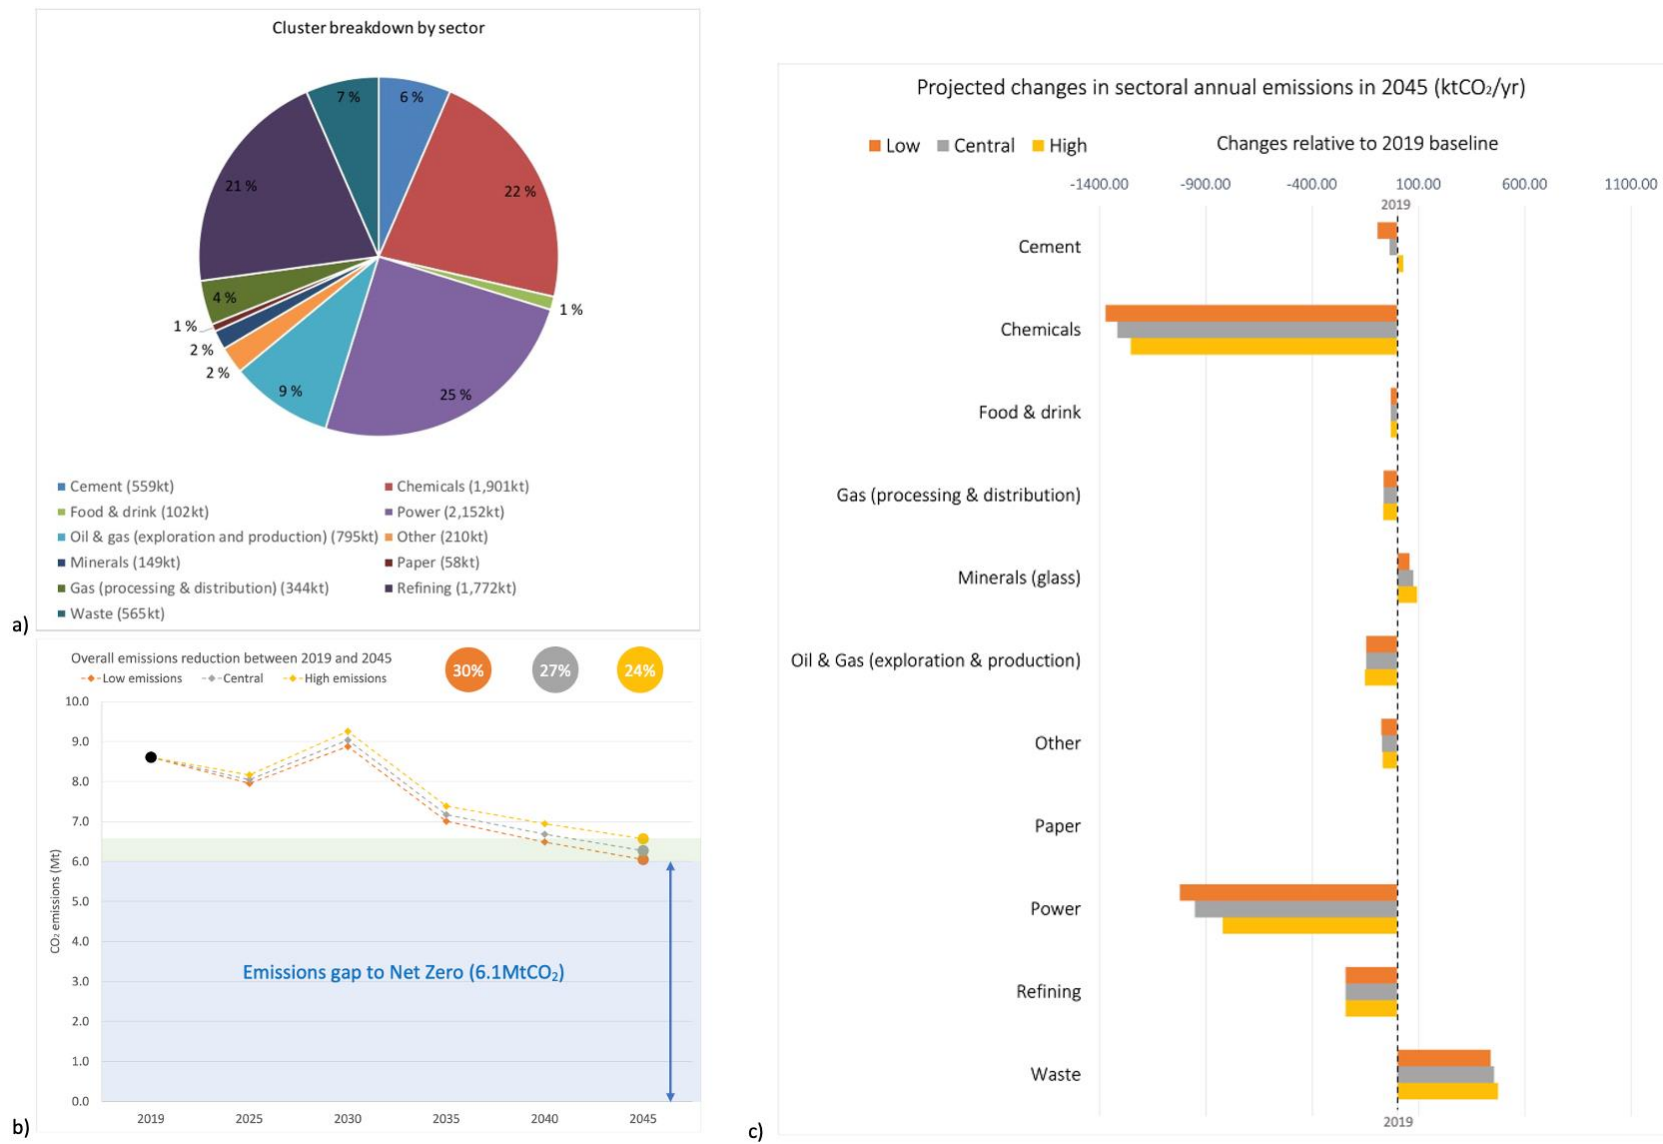 Cluster breakdown by sector
7 %
6 %
21 %
22 %
4 %
1 %
1 %
2 %
2 %
9 %
25 %
Cement (559kt)
Chemicals (1,901kt)
Food & drink (102kt)
Power (2,152kt)
Oil & gas (exploration and production) (795kt)
Other (210kt)
Minerals (149kt)
Paper (58kt)
Gas (processing & distribution) (344kt)
Refining (1,772kt)
Waste (565kt)
a)
Overall emissions reduction between 2019 and 2045
Low emissions
Central
High emissions
30%
27%
24%
10.0
9.0
8.0
7.0
6.0
5.0
4.0
3.0
2.0
1.0
0.0
CO₂ emissions (Mt)
Emissions gap to Net Zero (6.1MtCO₂)
2019
2025
2030
2035
2040
2045
b)
Projected changes in sectoral annual emissions in 2045 (ktCO₂/yr)
Low
Central
High
Changes relative to 2019 baseline
-1400.00
-900.00
-400.00
100.00
600.00
1100.00
2019
Cement
Chemicals
Food & drink
Gas (processing & distribution)
Minerals (glass)
Oil & Gas (exploration & production)
Other
Paper
Power
Refining
Waste
2019
c)